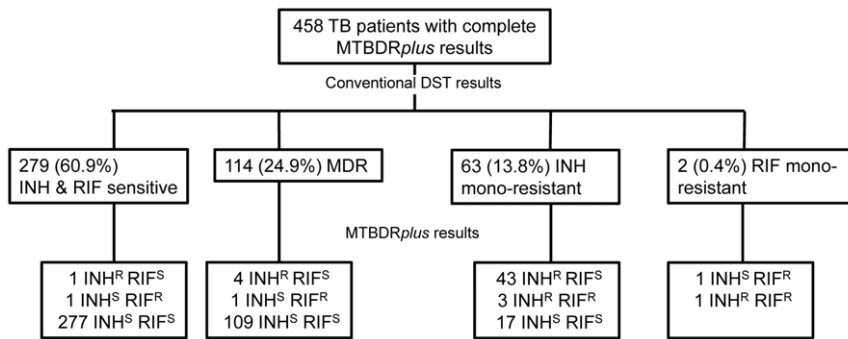 458 TB patients with complete
MTBDRplus results
Conventional DST results
279 (60.9%)
INH & RIF sensitive
114 (24.9%) MDR
63 (13.8%) INH
mono-resistant
2 (0.4%) RIF mono-
resistant
MTBDRplus results
1 INHᴿ RIFˢ
1 INHˢ RIFᴿ
277 INHˢ RIFˢ
4 INHᴿ RIFˢ
1 INHˢ RIFᴿ
109 INHˢ RIFˢ
43 INHᴿ RIFˢ
3 INHᴿ RIFᴿ
17 INHˢ RIFˢ
1 INHˢ RIFᴿ
1 INHᴿ RIFᴿ